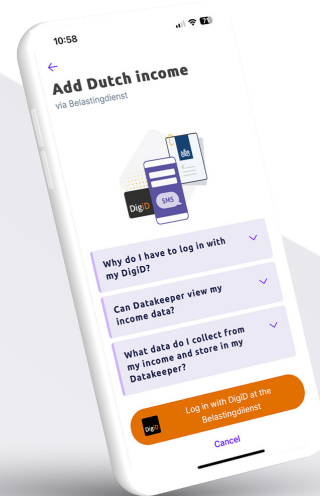 10:58
71
Add Dutch income
via Belastingdienst
DigiD
SMS
Why do I have to log in with
my DigiD?
Can Datakeeper view my
income data?
What data do I collect from
my income and store in my
Datakeeper?
DigiD
Log in with DigiD at the
Belastingdiienst
Cancel